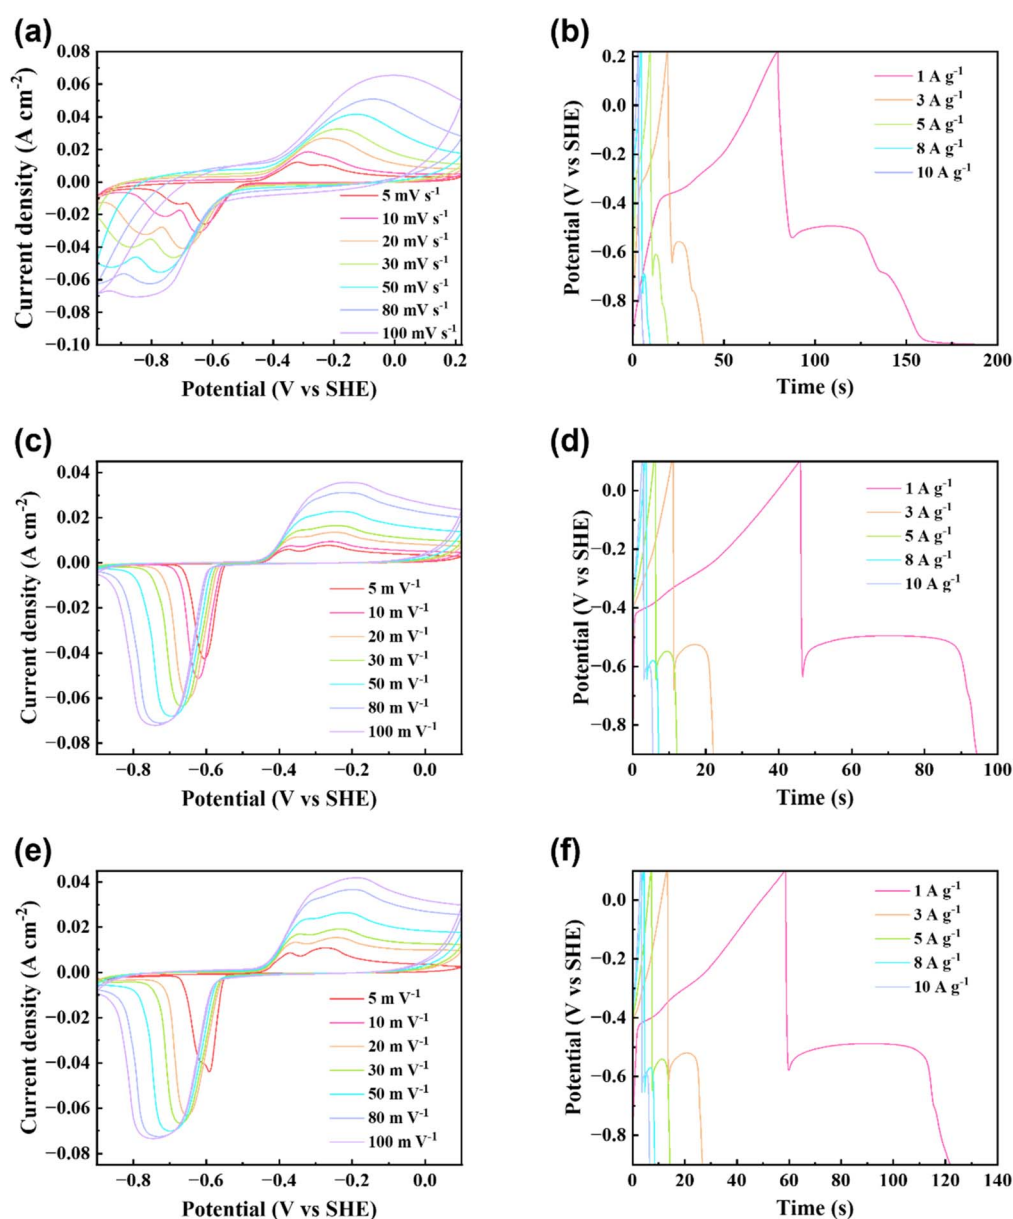 (a)
Current density (A cm-2)
0.08
0.06
0.04
0.02
0.00
−0.02
−0.04
−0.06
−0.08
−0.10
5 mV s-1
10 mV s-1
20 mV s-1
30 mV s-1
50 mV s-1
80 mV s-1
100 mV s-1
−0.8 −0.6 −0.4 −0.2 0.0 0.2
Potential (V vs SHE)
(b)
Potential (V vs SHE)
0.2
0.0
−0.2
−0.4
−0.6
−0.8
1 A g-1
3 A g-1
5 A g-1
8 A g-1
10 A g-1
0 50 100 150 200
Time (s)
(c)
Current density (A cm-2)
0.04
0.02
0.00
−0.02
−0.04
−0.06
−0.08
5 m V-1
10 m V-1
20 m V-1
30 m V-1
50 m V-1
80 m V-1
100 m V-1
−0.8 −0.6 −0.4 −0.2 0.0
Potential (V vs SHE)
(d)
Potential (V vs SHE)
0.0
−0.2
−0.4
−0.6
−0.8
1 A g-1
3 A g-1
5 A g-1
8 A g-1
10 A g-1
0 20 40 60 80 100
Time (s)
(e)
Current density (A cm-2)
0.04
0.02
0.00
−0.02
−0.04
−0.06
−0.08
5 m V-1
10 m V-1
20 m V-1
30 m V-1
50 m V-1
80 m V-1
100 m V-1
−0.8 −0.6 −0.4 −0.2 0.0
Potential (V vs SHE)
(f)
Potential (V vs SHE)
0.0
−0.2
−0.4
−0.6
−0.8
1 A g-1
3 A g-1
5 A g-1
8 A g-1
10 A g-1
0 20 40 60 80 100 120 140
Time (s)